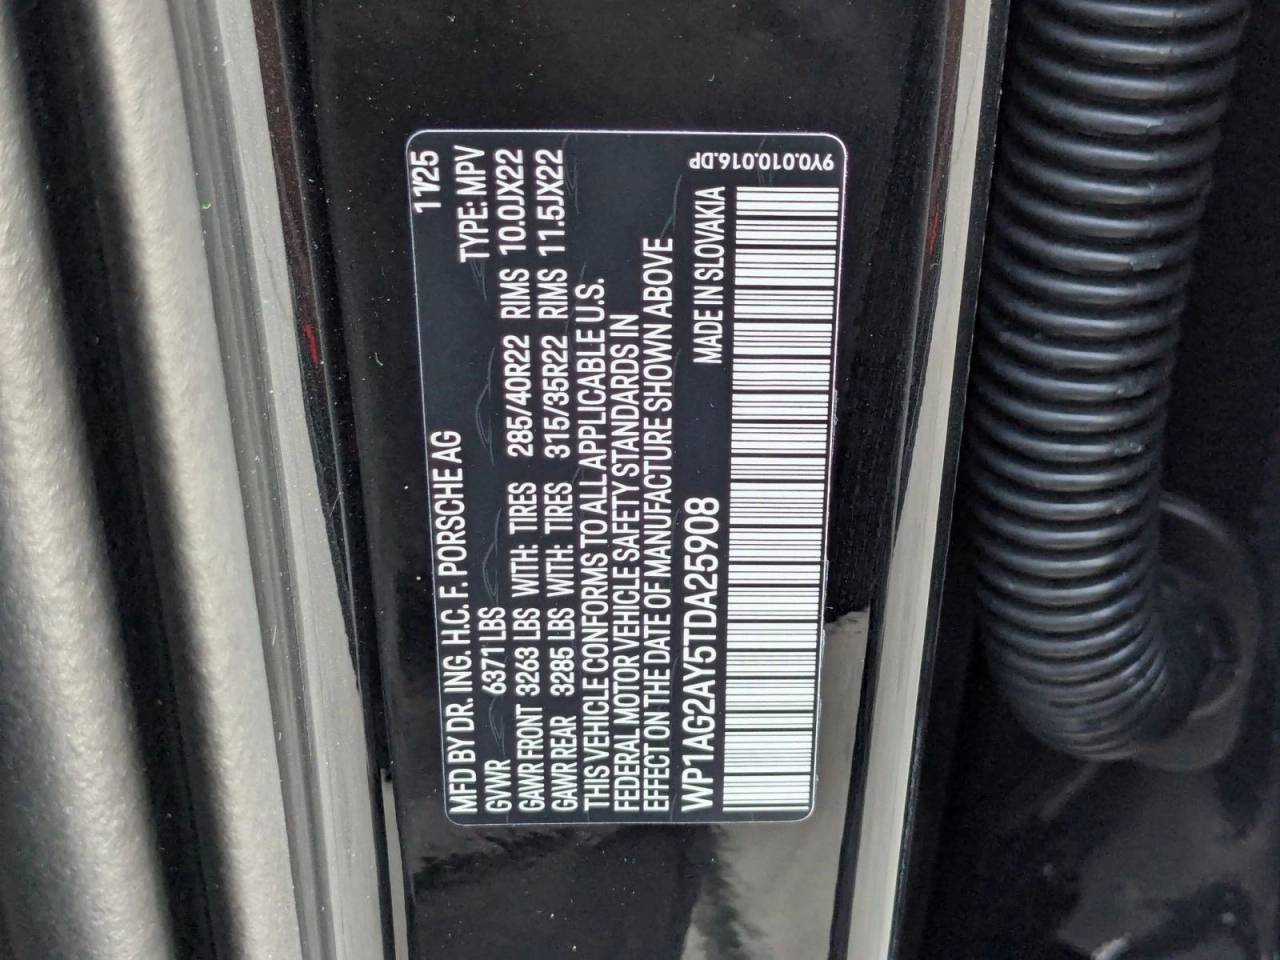 11/25
MFD BY DR. ING. H.C. F. PORSCHE AG TYPE: MPV
GVWR 6371 LBS
GAWR FRONT 3263 LBS WITH: TIRES 285/40R22 RIMS 10.0JX22
GAWR REAR 3285 LBS WITH: TIRES 315/35R22 RIMS 11.5JX22
THIS VEHICLE CONFORMS TO ALL APPLICABLE U.S.
FEDERAL MOTOR VEHICLE SAFETY STANDARDS IN
EFFECT ON THE DATE OF MANUFACTURE SHOWN ABOVE
WP1AG2AY5TDA25908 MADE IN SLOVAKIA
9Y0.010.016.DP